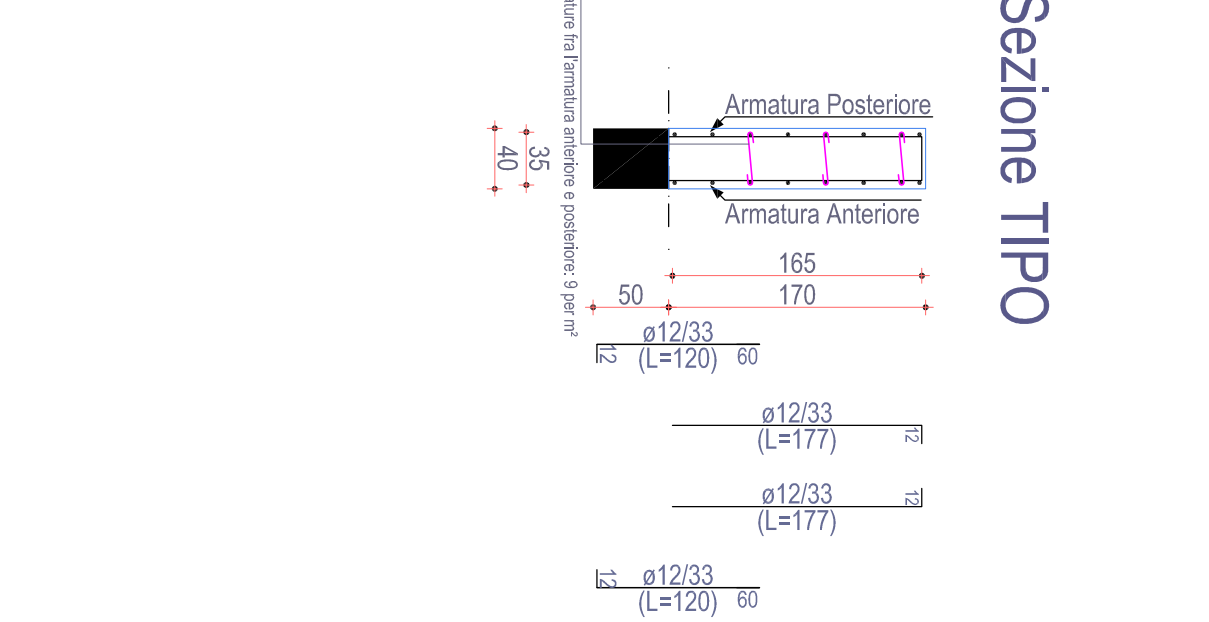 Sezione TIPO
ature fra l'armatura anteriore e posteriore: 9 per m²
Armatura Posteriore
40
35
Armatura Anteriore
165
50
170
ø12/33
12
(L=120)
60
ø12/33
(L=177)
12
ø12/33
12
(L=177)
12
ø12/33
(L=120)
60